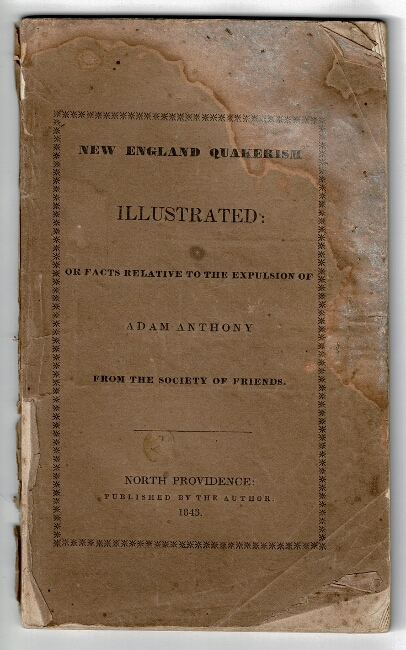 NEW ENGLAND QUAKERISM
ILLUSTRATED:
OR FACTS RELATIVE TO THE EXPULSION OF
ADAM ANTHONY
FROM THE SOCIETY OF FRIENDS.
NORTH PROVIDENCE:
PUBLISHED BY THE AUTHOR.
1843.